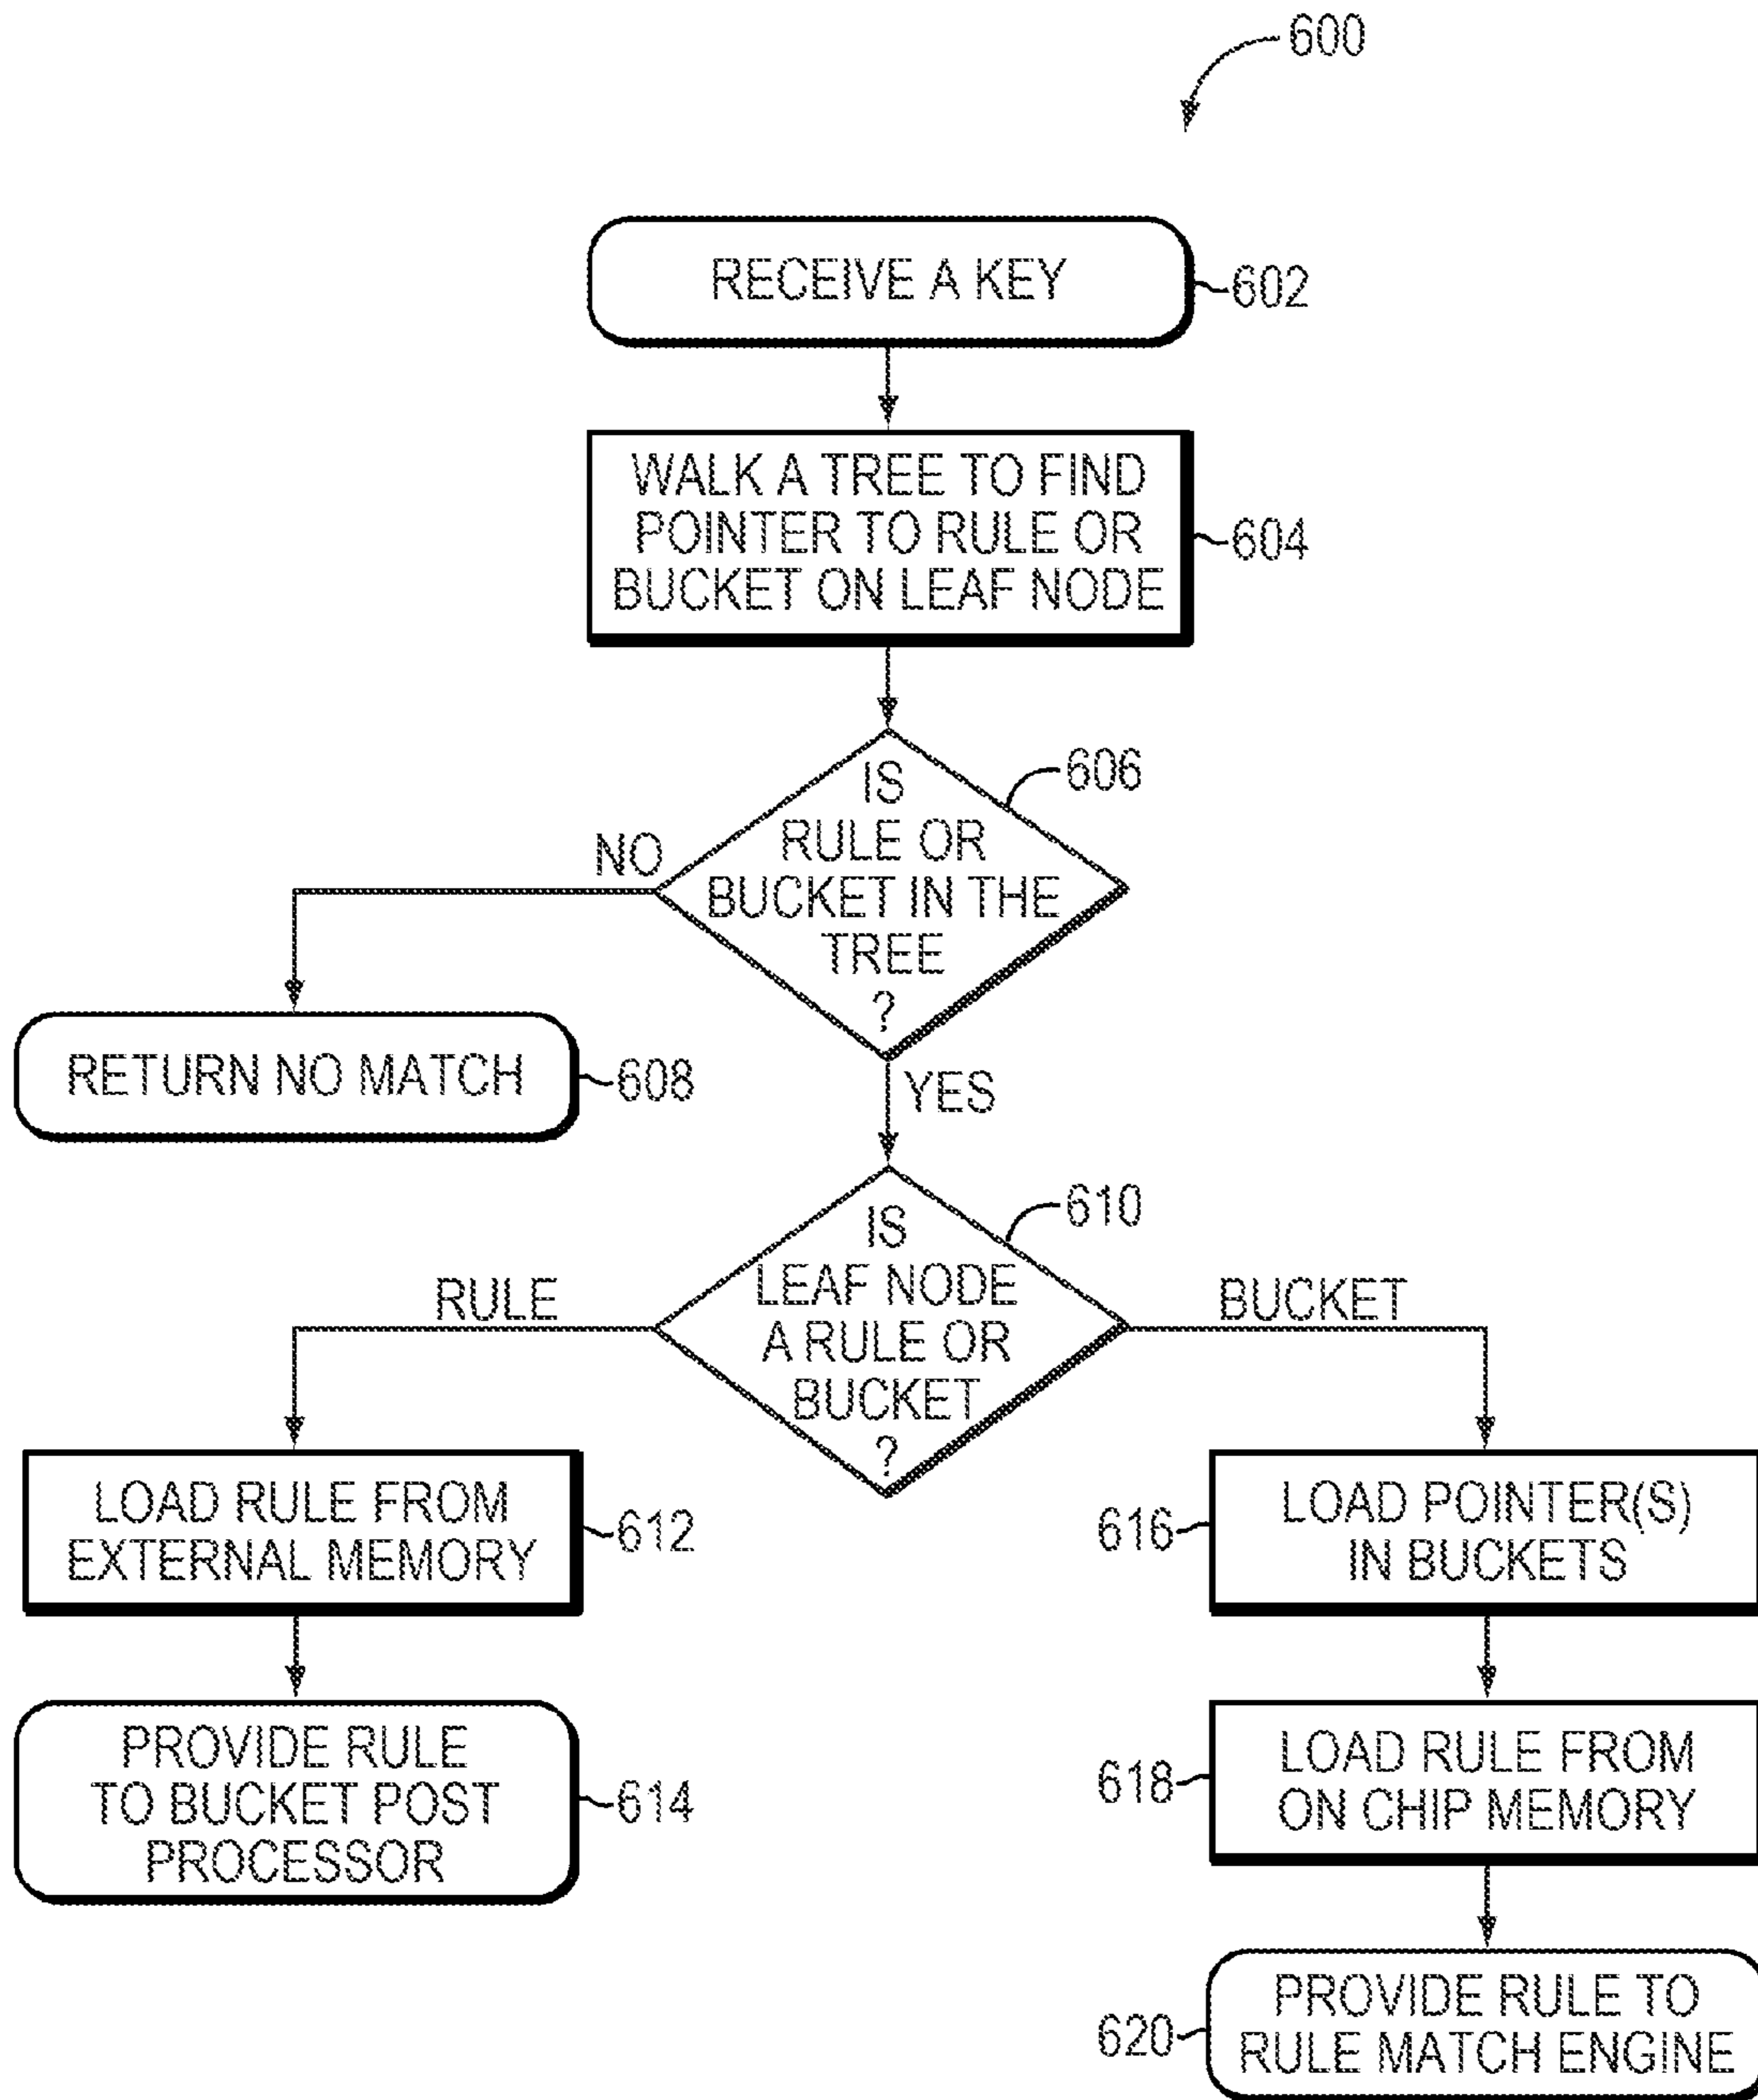 600
RECEIVE A KEY
602
WALK A TREE TO FIND
POINTER TO RULE OR
BUCKET ON LEAF NODE
604
606
IS
RULE OR
BUCKET IN THE
TREE
?
NO
RETURN NO MATCH
608
YES
610
IS
LEAF NODE
A RULE OR
BUCKET
?
RULE
BUCKET
LOAD RULE FROM
EXTERNAL MEMORY
612
PROVIDE RULE
TO BUCKET POST
PROCESSOR
614
LOAD POINTER(S)
IN BUCKETS
616
LOAD RULE FROM
ON CHIP MEMORY
618
PROVIDE RULE TO
RULE MATCH ENGINE
620